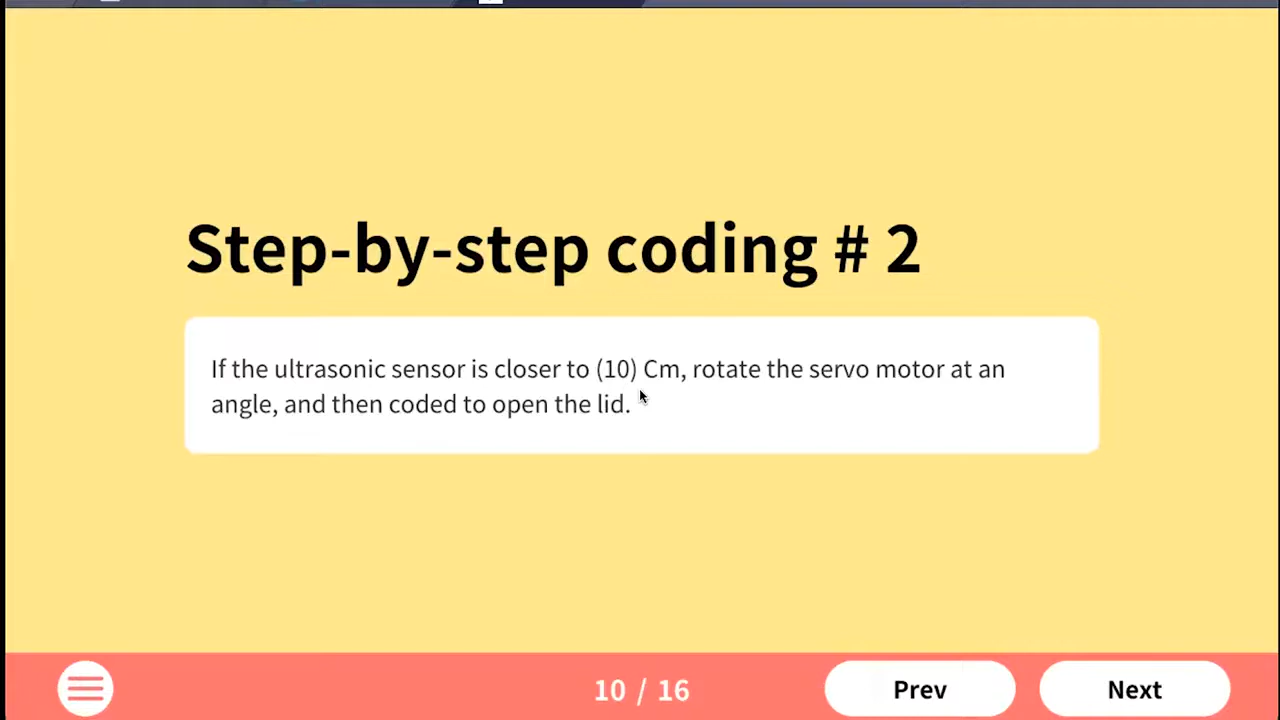 Step-by-step coding # 2
If the ultrasonic sensor is closer to (10) Cm, rotate the servo motor at an
angle, and then coded to open the lid.
10 / 16
Prev
Next